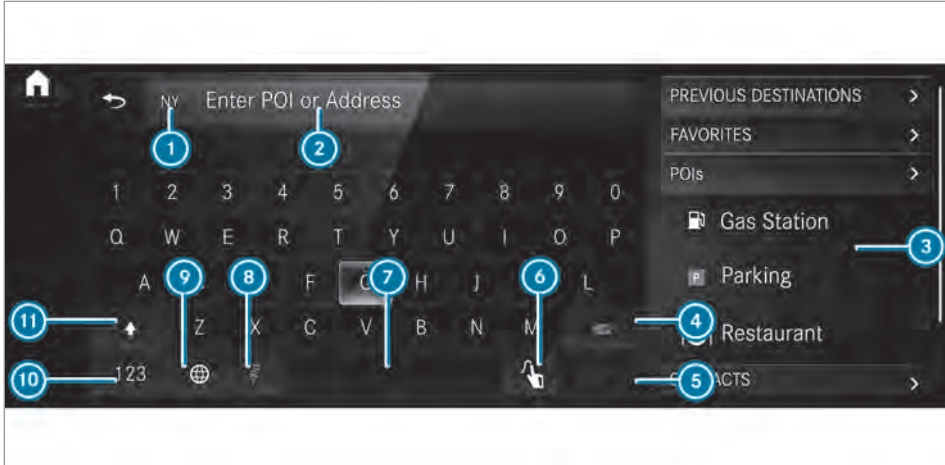 NY Enter POI or Address
1 2
1 2 3 4 5 6 7 8 9 0
Q W E R T Y U I O P
A F G H J L
9 8 7 6
11 Z X C V B N M 4
10 123 5
PREVIOUS DESTINATIONS
FAVORITES
POIs
Gas Station
3
P Parking
Restaurant